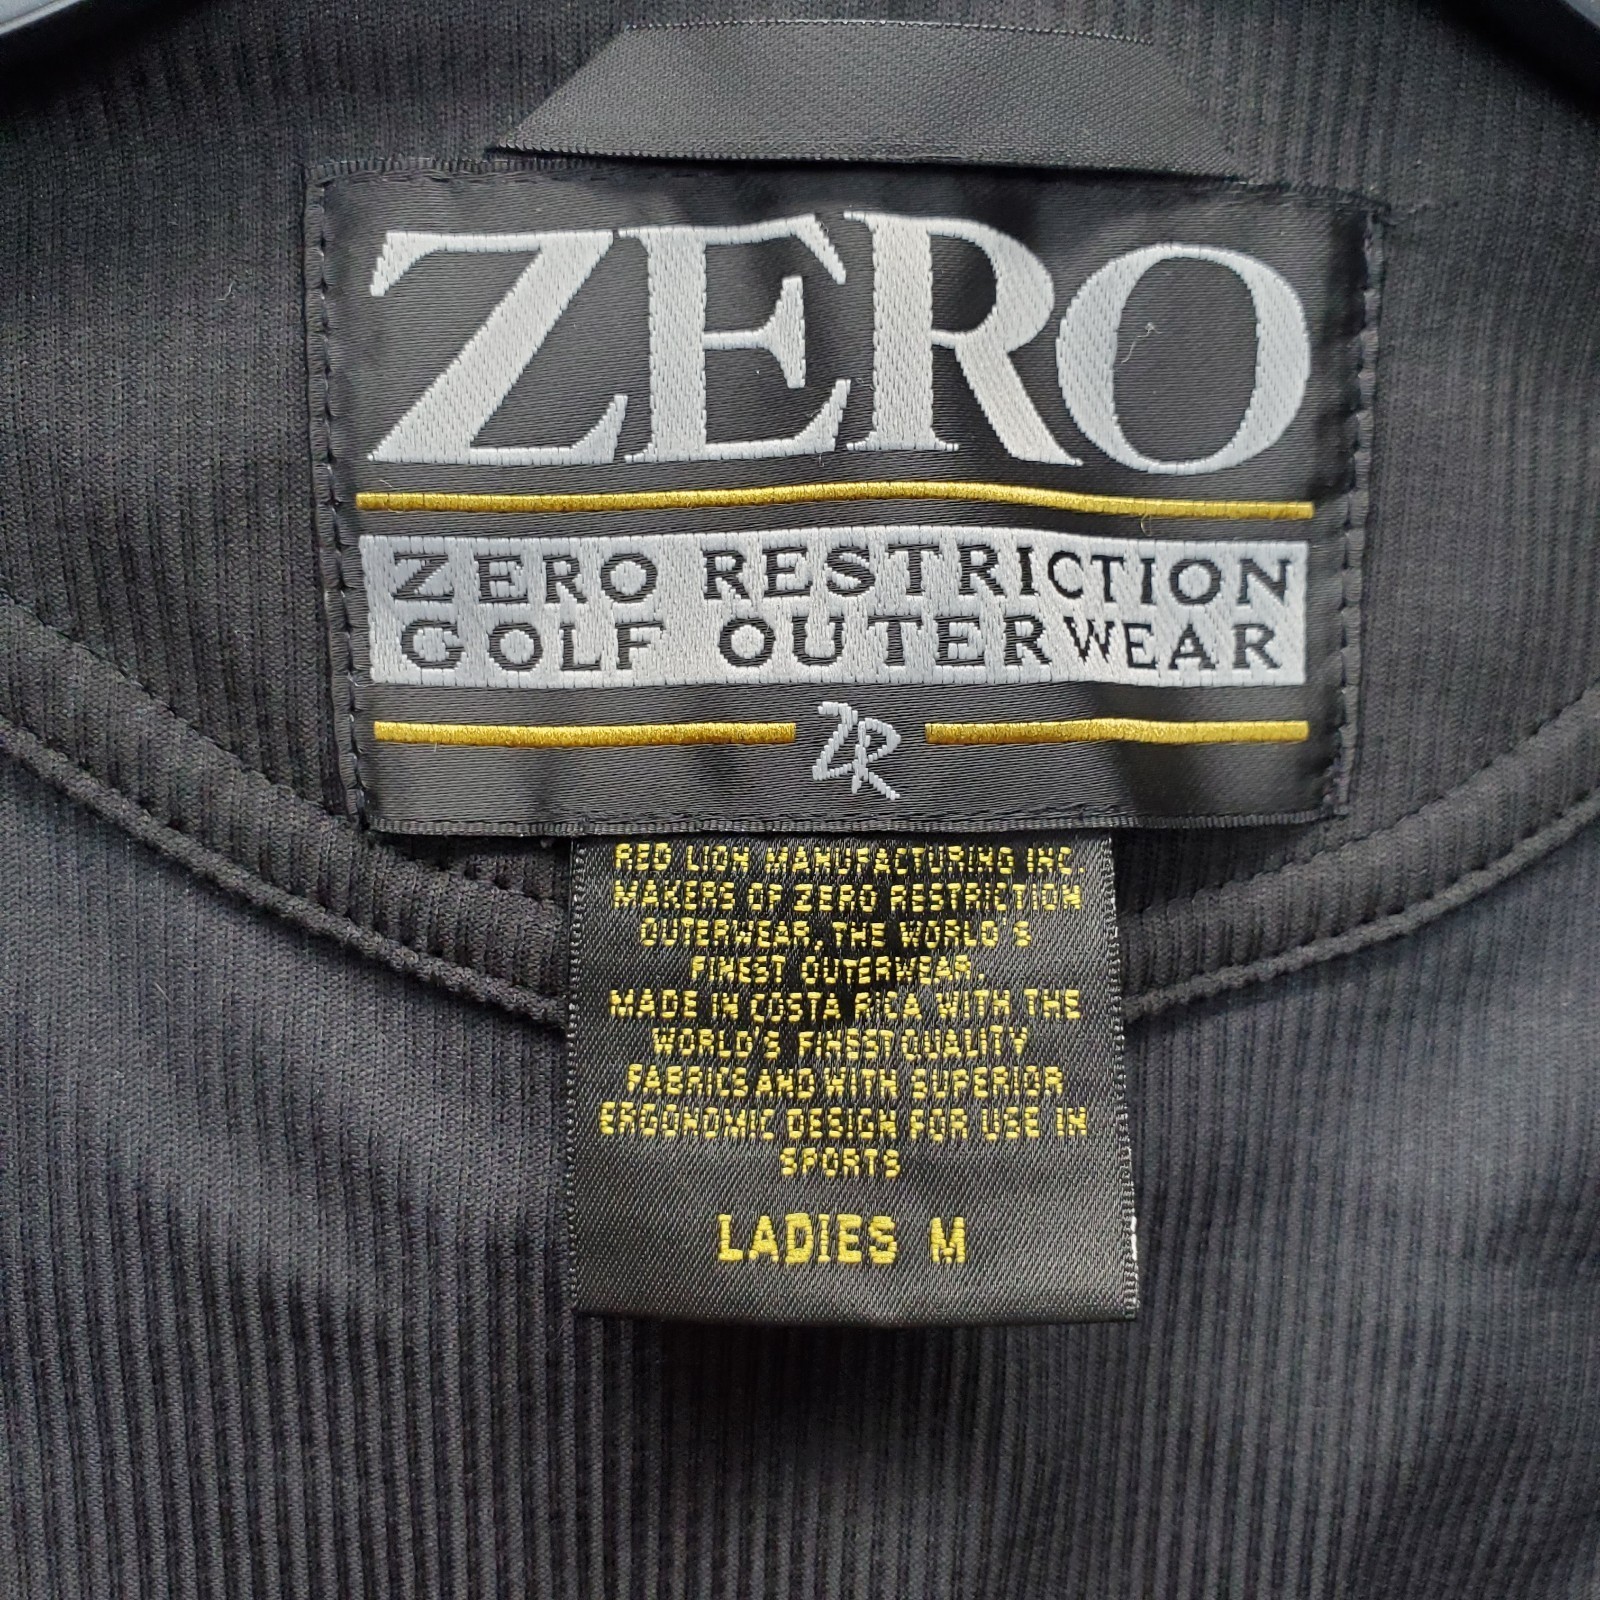 ZERO
ZERO RESTRICTION
GOLF OUTERWEAR
ZR
RED LION MANUFACTURING INC.
MAKERS OF ZERO RESTRICTION
OUTERWEAR, THE WORLD'S
FINEST OUTERWEAR.
MADE IN COSTA RICA WITH THE
WORLD'S FINEST QUALITY
FABRICS AND WITH SUPERIOR
ERGONOMIC DESIGN FOR USE IN
SPORTS
LADIES M